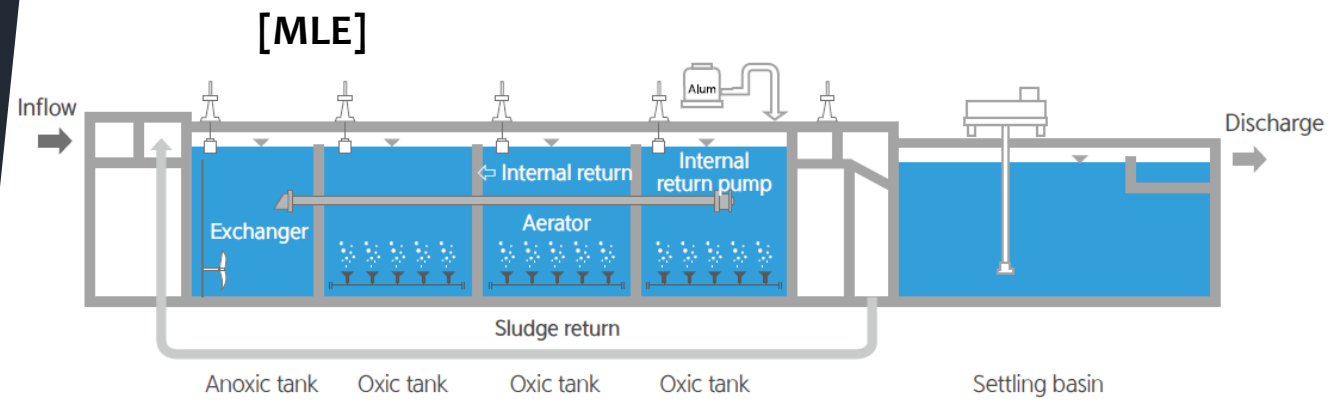 [MLE]
Inflow
Alum
Discharge
Internal return
Internal
return pump
Exchanger
Aerator
Sludge return
Anoxic tank
Oxic tank
Oxic tank
Oxic tank
Settling basin